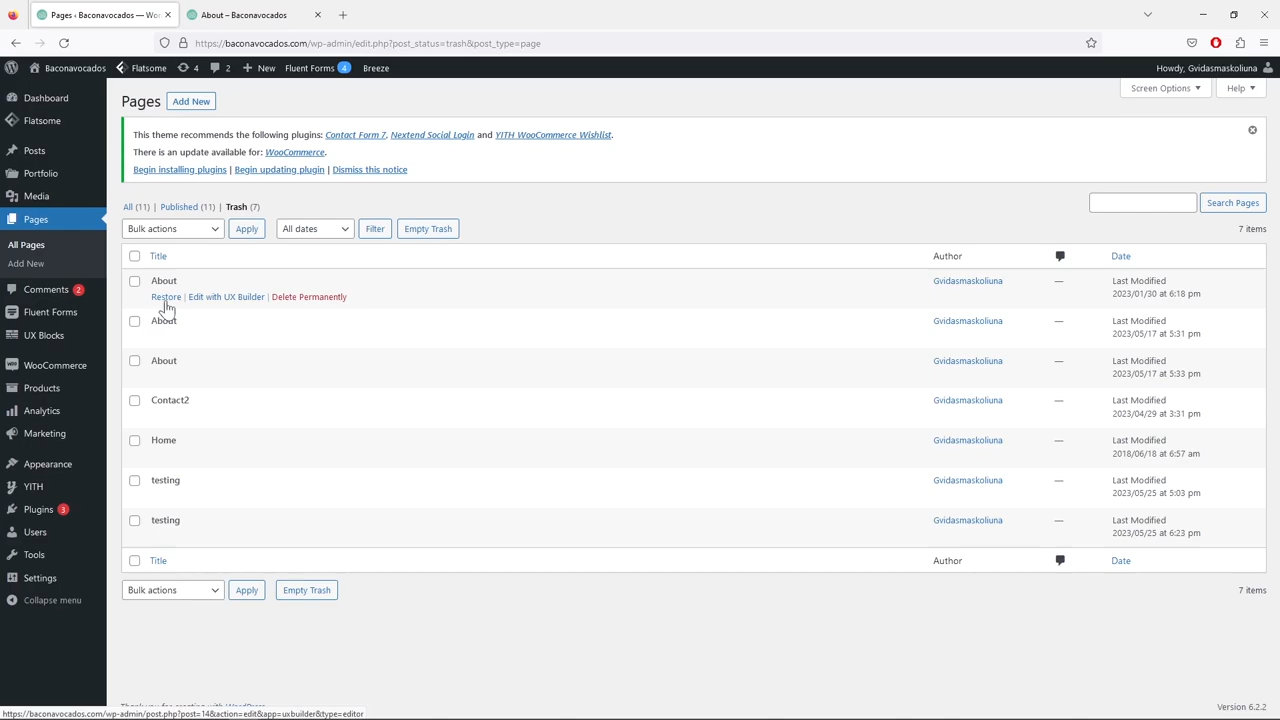 Pages ‹ Baconavocados — Wo
About – Baconavocados
https://baconavocados.com/wp-admin/edit.php?post_status=trash&post_type=page
Baconavocados Flatsome 4 2 + New Fluent Forms 4 Breeze Howdy, Gvidasmaskoliuna
Dashboard
Flatsome
Posts
Portfolio
Media
Pages
All Pages
Add New
Comments 2
Fluent Forms
UX Blocks
WooCommerce
Products
Analytics
Marketing
Appearance
YITH
Plugins 3
Users
Tools
Settings
Collapse menu
Screen Options Help
Pages Add New
This theme recommends the following plugins: Contact Form 7, Nextend Social Login and YITH WooCommerce Wishlist.
There is an update available for: WooCommerce.
Begin installing plugins | Begin updating plugin | Dismiss this notice
All (11) | Published (11) | Trash (7)
Search Pages
Bulk actions Apply All dates Filter Empty Trash 7 items
Title Author Date
About Gvidasmaskoliuna — Last Modified
2023/01/30 at 6:18 pm
Restore | Edit with UX Builder | Delete Permanently
About Gvidasmaskoliuna — Last Modified
2023/05/17 at 5:31 pm
About Gvidasmaskoliuna — Last Modified
2023/05/17 at 5:33 pm
Contact2 Gvidasmaskoliuna — Last Modified
2023/04/29 at 3:31 pm
Home Gvidasmaskoliuna — Last Modified
2018/06/18 at 6:57 am
testing Gvidasmaskoliuna — Last Modified
2023/05/25 at 5:03 pm
testing Gvidasmaskoliuna — Last Modified
2023/05/25 at 6:23 pm
Title Author Date
Bulk actions Apply Empty Trash 7 items
Thank you for creating with WordPress
Version 6.2.2
https://baconavocados.com/wp-admin/post.php?post=14&action=edit&app=uxbuilder&type=editor